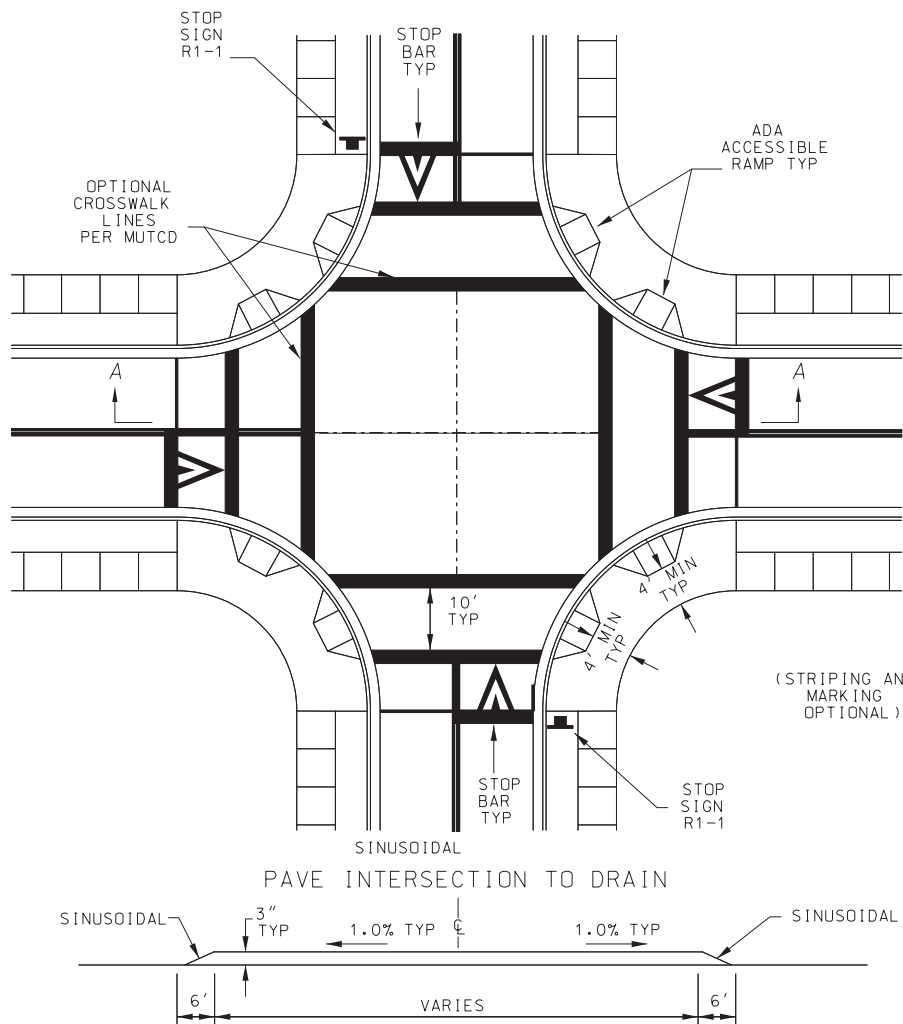 STOP
SIGN
R1-1
STOP
BAR
TYP
ADA
ACCESSIBLE
RAMP TYP
OPTIONAL
CROSSWALK
LINES
PER MUTCD
A
A
10'
TYP
4' MIN
TYP
4' MIN
TYP
(STRIPING AN
MARKING
OPTIONAL)
STOP
BAR
TYP
STOP
SIGN
R1-1
SINUSOIDAL
PAVE INTERSECTION TO DRAIN
SINUSOIDAL
3"
TYP
1.0% TYP
℄
1.0% TYP
SINUSOIDAL
6'
VARIES
6'